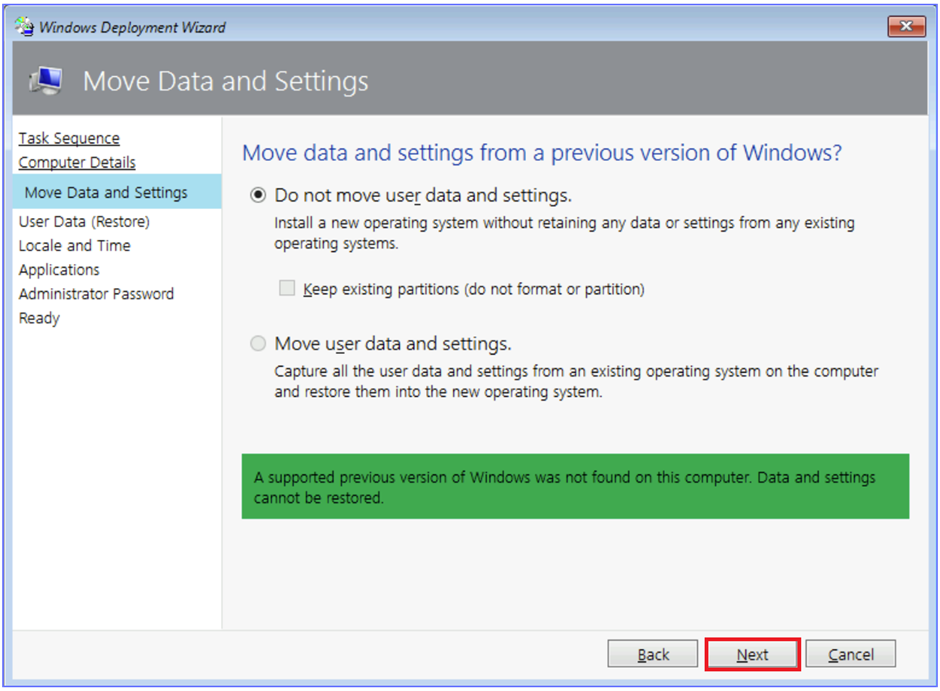 Windows Deployment Wizard
Move Data and Settings
Task Sequence
Computer Details
Move Data and Settings
User Data (Restore)
Locale and Time
Applications
Administrator Password
Ready
Move data and settings from a previous version of Windows?
Do not move user data and settings.
Install a new operating system without retaining any data or settings from any existing
operating systems.
Keep existing partitions (do not format or partition)
Move user data and settings.
Capture all the user data and settings from an existing operating system on the computer
and restore them into the new operating system.
A supported previous version of Windows was not found on this computer. Data and settings
cannot be restored.
Back
Next
Cancel